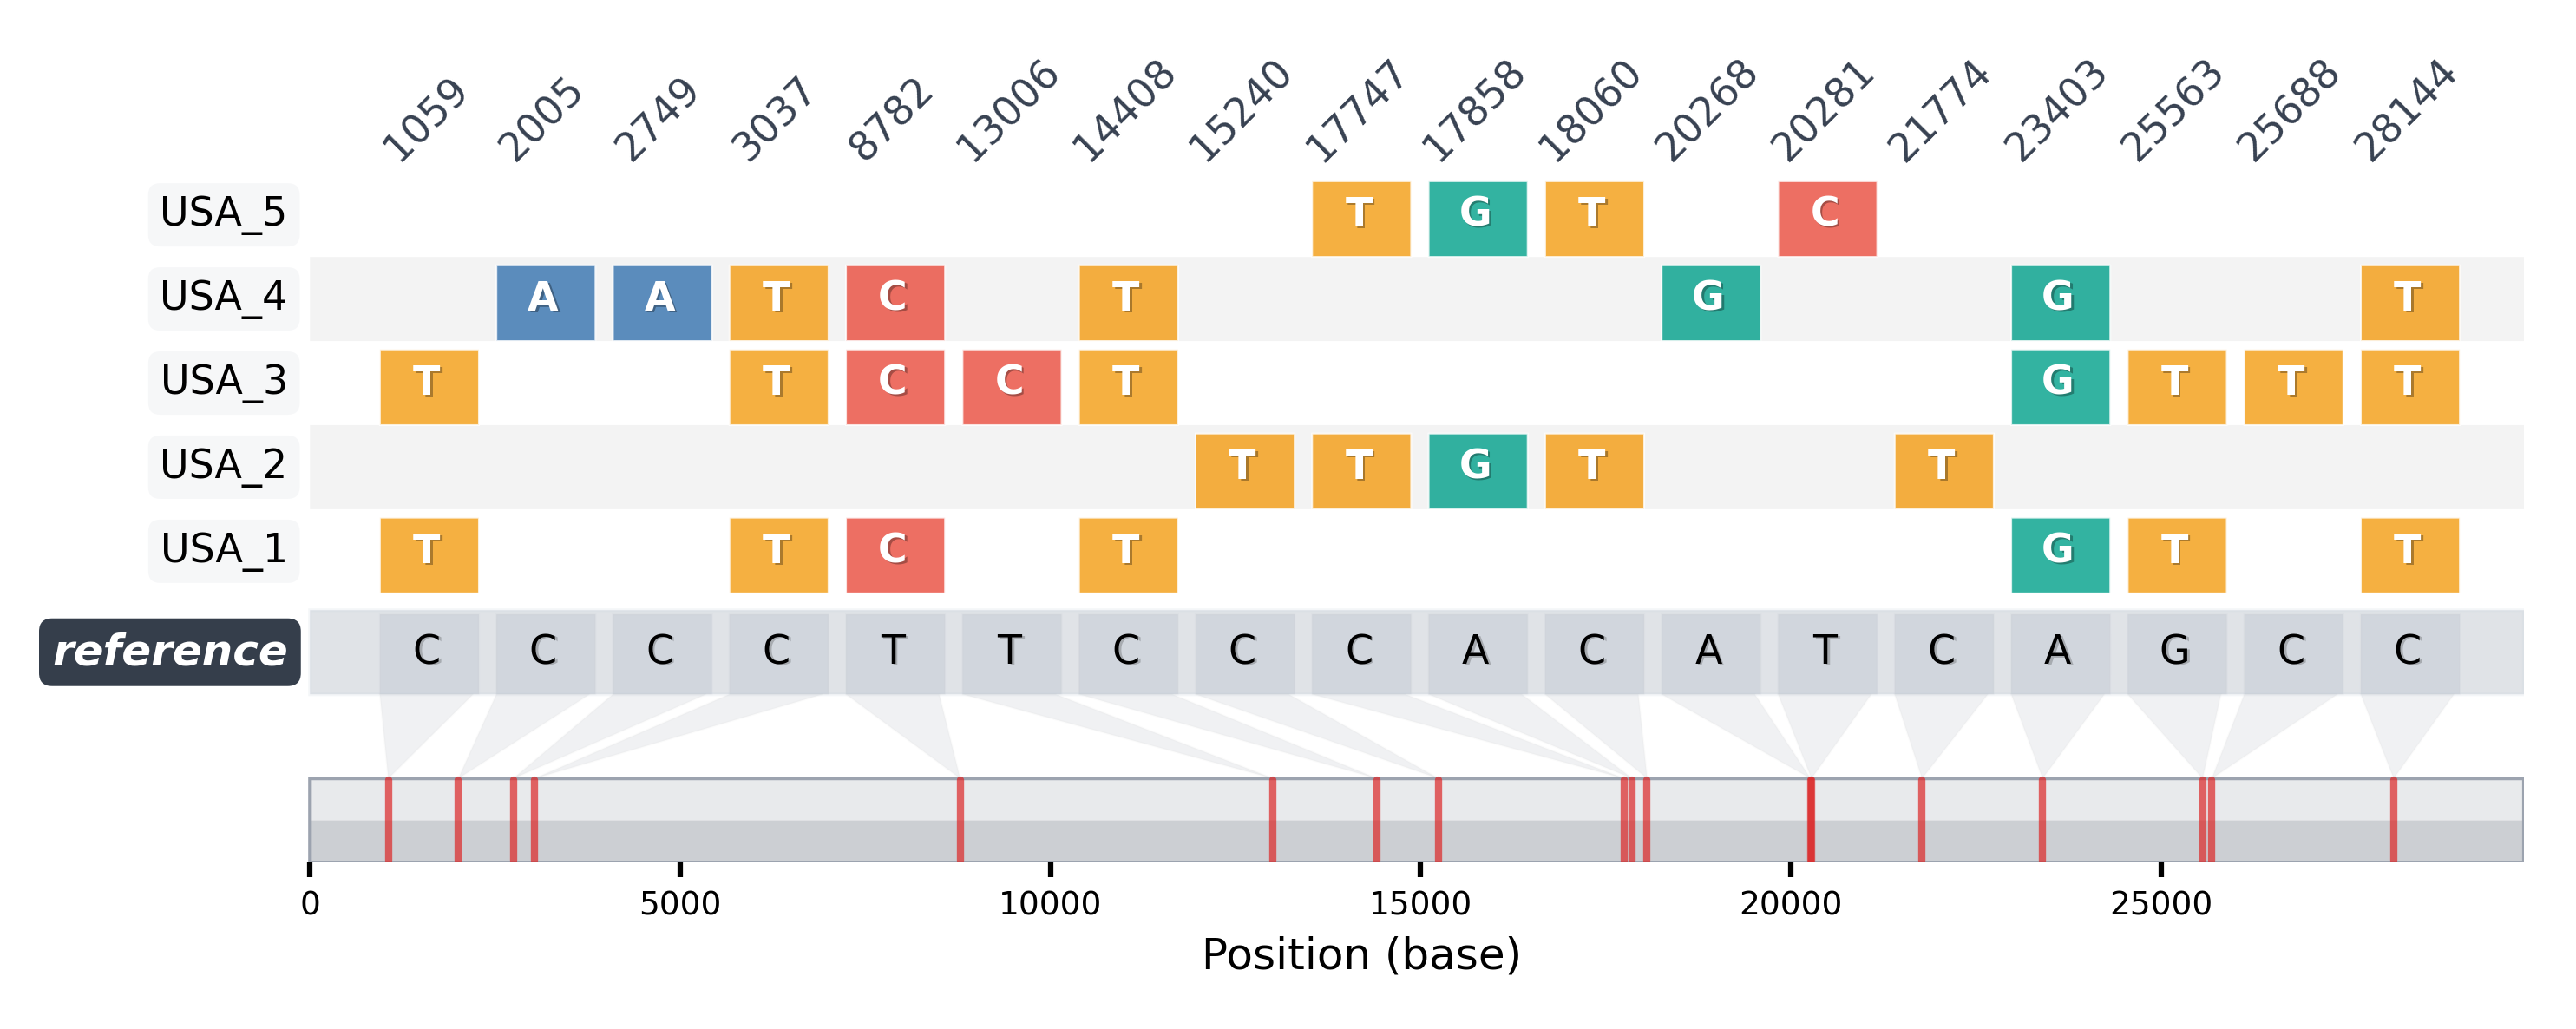 1059 2005 2749 3037 8782 13006 14408 15240 17747 17858 18060 20268 20281 21774 23403 25563 25688 28144
USA_5 T G T C
USA_4 A A T C T G G T
USA_3 T T C C T G T T T
USA_2 T T G T T
USA_1 T T C T G T T
reference C C C C T T C C C A C A T C A G C C
0 5000 10000 15000 20000 25000
Position (base)